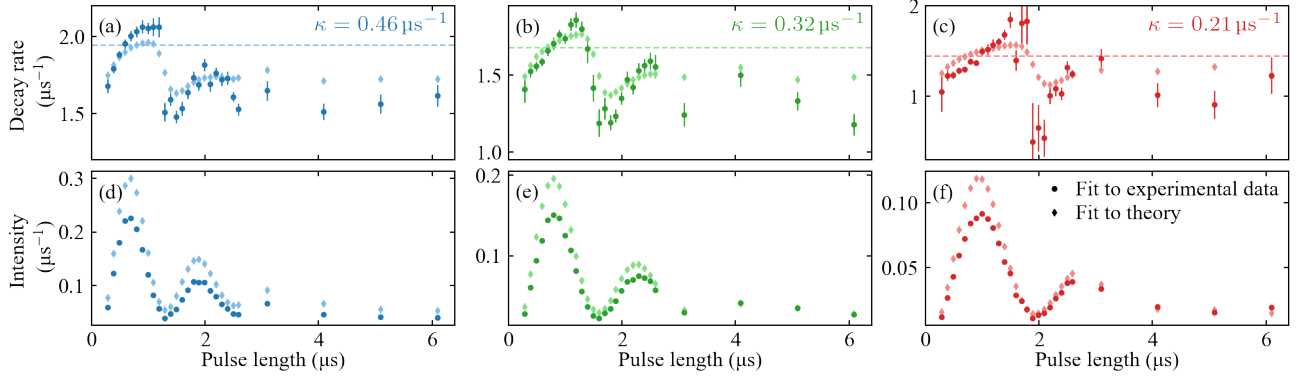 (a) κ = 0.46 μs⁻¹
(b) κ = 0.32 μs⁻¹
(c) κ = 0.21 μs⁻¹
Decay rate
(μs⁻¹)
2.0
1.5
1.5
1.0
2
1
(d)
(e)
(f)
Fit to experimental data
Fit to theory
Intensity
(μs⁻¹)
0.3
0.2
0.1
0.2
0.1
0.10
0.05
0 2 4 6
0 2 4 6
0 2 4 6
Pulse length (μs)
Pulse length (μs)
Pulse length (μs)